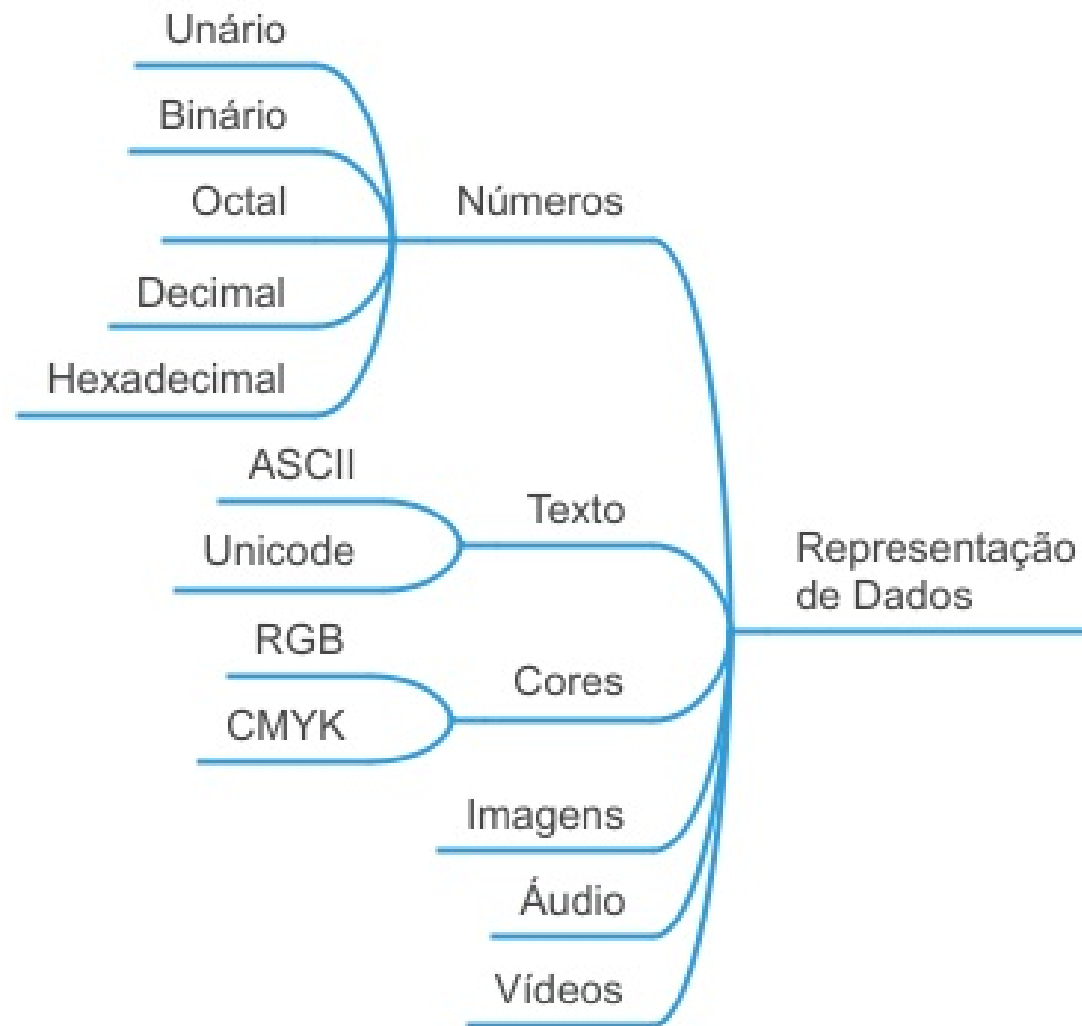 Unário
Binário
Octal
Decimal
Hexadecimal
Números
ASCII
Unicode
Texto
RGB
CMYK
Cores
Imagens
Áudio
Vídeos
Representação
de Dados